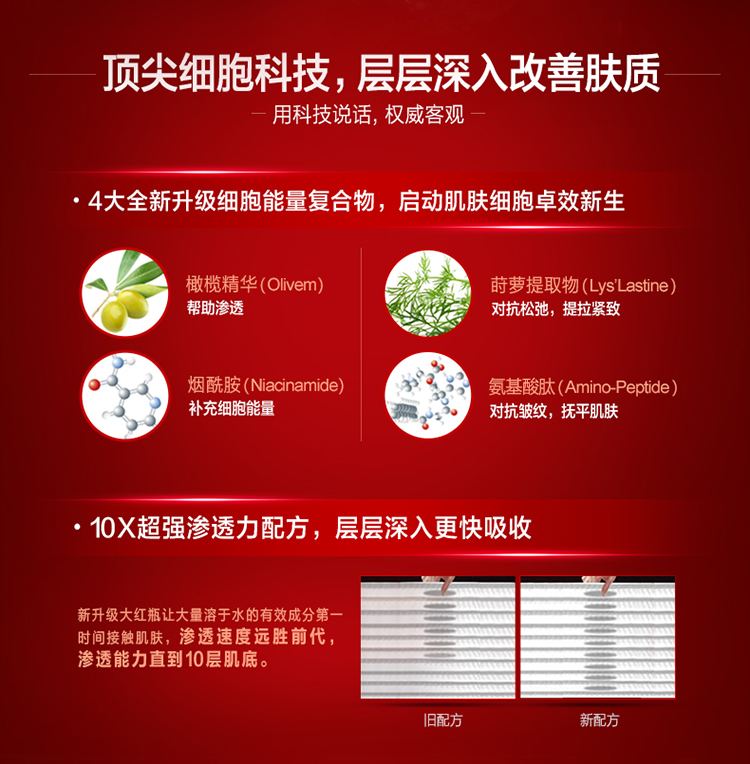 顶尖细胞科技，层层深入改善肤质
用科技说话，权威客观
·4大全新升级细胞能量复合物，启动肌肤细胞卓效新生
橄榄精华(Olivem)
帮助渗透
莳萝提取物(Lys'Lastine)
对抗松弛，提拉紧致
烟酰胺(Niacinamide)
补充细胞能量
氨基酸肽(Amino-Peptide)
对抗皱纹，抚平肌肤
·10X超强渗透力配方，层层深入更快吸收
新升级大红瓶让大量溶于水的有效成分第一
时间接触肌肤，渗透速度远胜前代，
渗透能力直到10层肌底。
旧配方
新配方